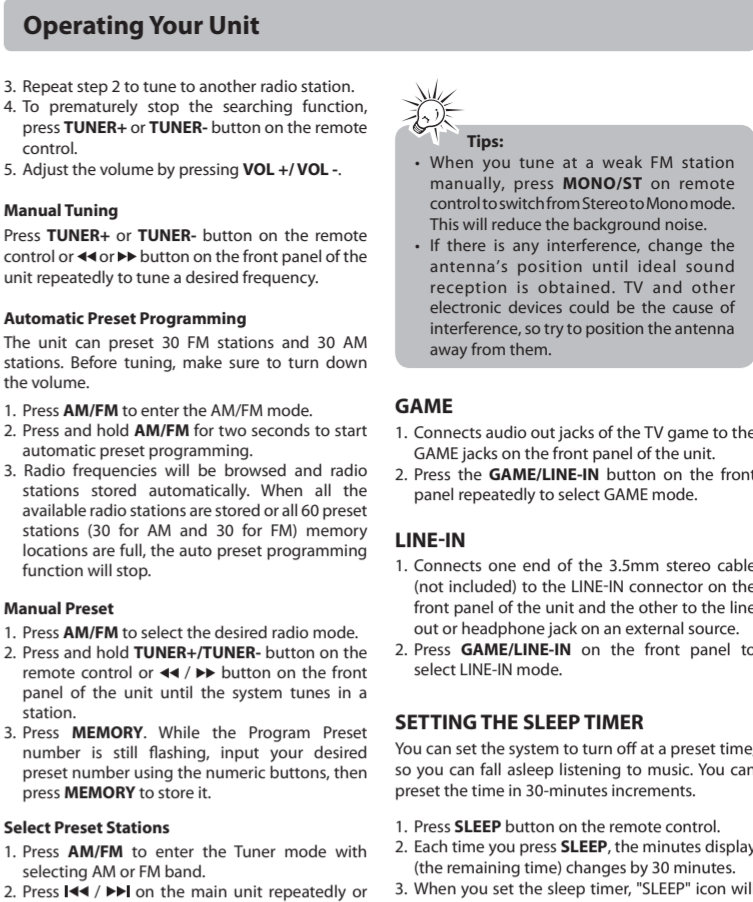 Operating Your Unit
3. Repeat step 2 to tune to another radio station.
4. To prematurely stop the searching function,
press TUNER+ or TUNER- button on the remote
control.
5. Adjust the volume by pressing VOL +/ VOL -.
Manual Tuning
Press TUNER+ or TUNER- button on the remote
control or ◄◄ or ►► button on the front panel of the
unit repeatedly to tune a desired frequency.
Automatic Preset Programming
The unit can preset 30 FM stations and 30 AM
stations. Before tuning, make sure to turn down
the volume.
1. Press AM/FM to enter the AM/FM mode.
2. Press and hold AM/FM for two seconds to start
automatic preset programming.
3. Radio frequencies will be browsed and radio
stations stored automatically. When all the
available radio stations are stored or all 60 preset
stations (30 for AM and 30 for FM) memory
locations are full, the auto preset programming
function will stop.
Manual Preset
1. Press AM/FM to select the desired radio mode.
2. Press and hold TUNER+/TUNER- button on the
remote control or ◄◄ / ►► button on the front
panel of the unit until the system tunes in a
station.
3. Press MEMORY. While the Program Preset
number is still flashing, input your desired
preset number using the numeric buttons, then
press MEMORY to store it.
Select Preset Stations
1. Press AM/FM to enter the Tuner mode with
selecting AM or FM band.
2. Press I◄◄ / ►►I on the main unit repeatedly or
Tips:
• When you tune at a weak FM station
manually, press MONO/ST on remote
control to switch from Stereo to Mono mode.
This will reduce the background noise.
• If there is any interference, change the
antenna's position until ideal sound
reception is obtained. TV and other
electronic devices could be the cause of
interference, so try to position the antenna
away from them.
GAME
1. Connects audio out jacks of the TV game to the
GAME jacks on the front panel of the unit.
2. Press the GAME/LINE-IN button on the front
panel repeatedly to select GAME mode.
LINE-IN
1. Connects one end of the 3.5mm stereo cable
(not included) to the LINE-IN connector on the
front panel of the unit and the other to the line
out or headphone jack on an external source.
2. Press GAME/LINE-IN on the front panel to
select LINE-IN mode.
SETTING THE SLEEP TIMER
You can set the system to turn off at a preset time,
so you can fall asleep listening to music. You can
preset the time in 30-minutes increments.
1. Press SLEEP button on the remote control.
2. Each time you press SLEEP, the minutes display
(the remaining time) changes by 30 minutes.
3. When you set the sleep timer, "SLEEP" icon will